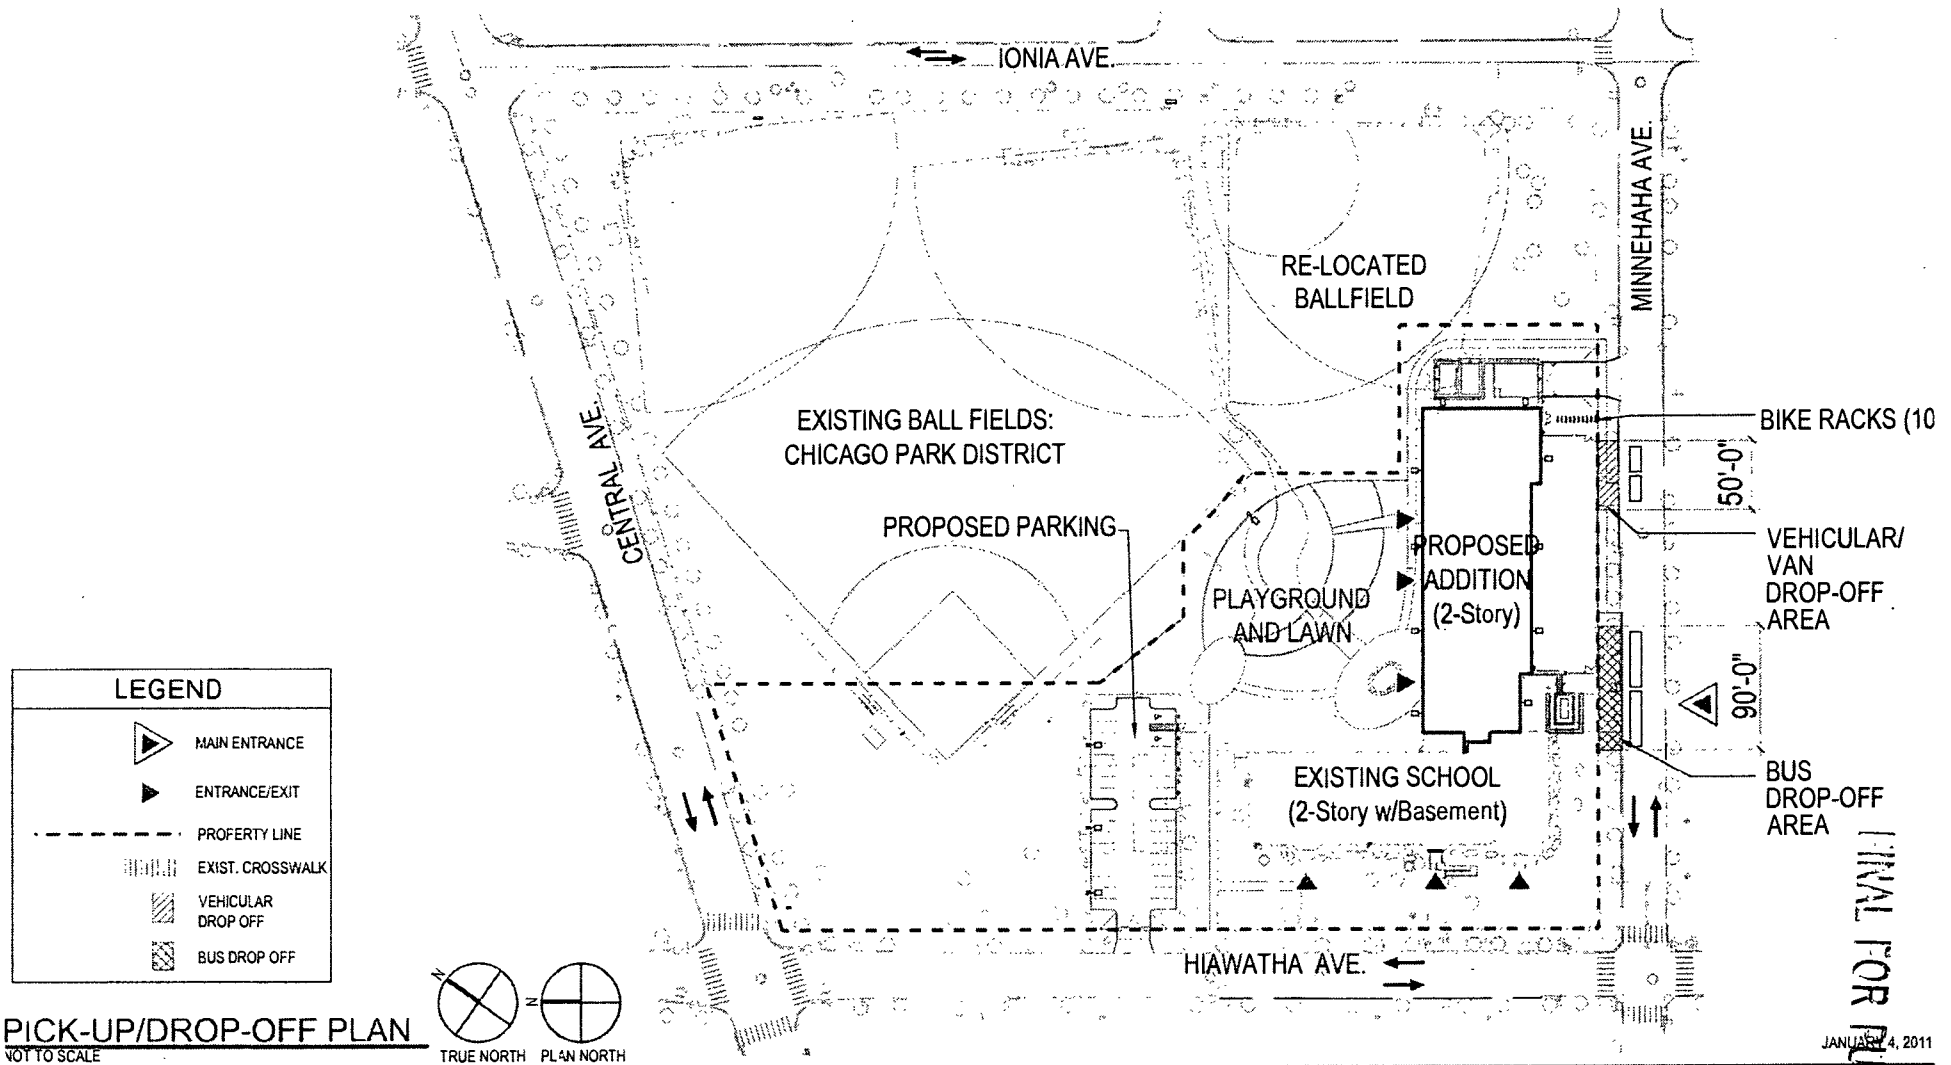 IONIA AVE.
MINNEHAHA AVE.
RE-LOCATED
BALLFIELD
CENTRAL AVE.
EXISTING BALL FIELDS:
CHICAGO PARK DISTRICT
BIKE RACKS (10
50'-0"
PROPOSED PARKING
VEHICULAR/
VAN
DROP-OFF
AREA
PROPOSED
ADDITION
(2-Story)
PLAYGROUND
AND LAWN
90'-0"
LEGEND
MAIN ENTRANCE
ENTRANCE/EXIT
PROPERTY LINE
EXIST. CROSSWALK
VEHICULAR
DROP OFF
BUS DROP OFF
EXISTING SCHOOL
(2-Story w/Basement)
BUS
DROP-OFF
AREA
HIAWATHA AVE.
FINAL FOR
N
N
TRUE NORTH
PLAN NORTH
PICK-UP/DROP-OFF PLAN
NOT TO SCALE
JANUARY 4, 2011